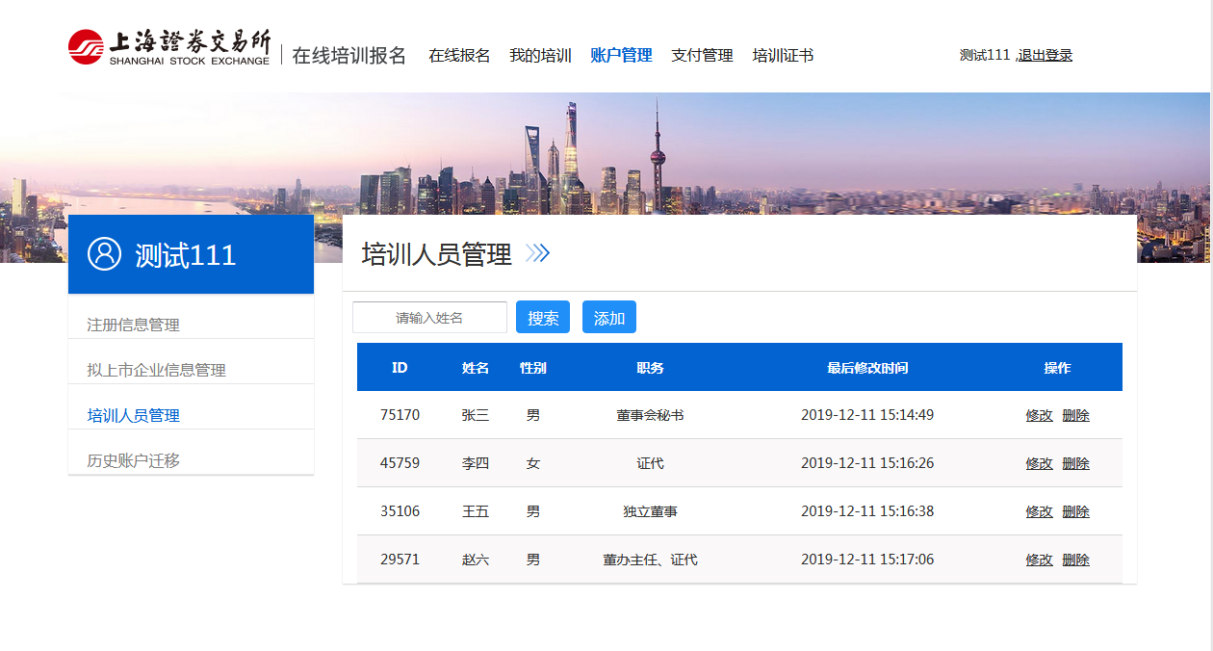 上海證券交易所
SHANGHAI STOCK EXCHANGE
在线培训报名 在线报名 我的培训 账户管理 支付管理 培训证书 测试111 ,退出登录
测试111
注册信息管理
拟上市企业信息管理
培训人员管理
历史账户迁移
培训人员管理
请输入姓名 搜索 添加
ID 姓名 性别 职务 最后修改时间 操作
75170 张三 男 董事会秘书 2019-12-11 15:14:49 修改 删除
45759 李四 女 证代 2019-12-11 15:16:26 修改 删除
35106 王五 男 独立董事 2019-12-11 15:16:38 修改 删除
29571 赵六 男 董办主任、证代 2019-12-11 15:17:06 修改 删除